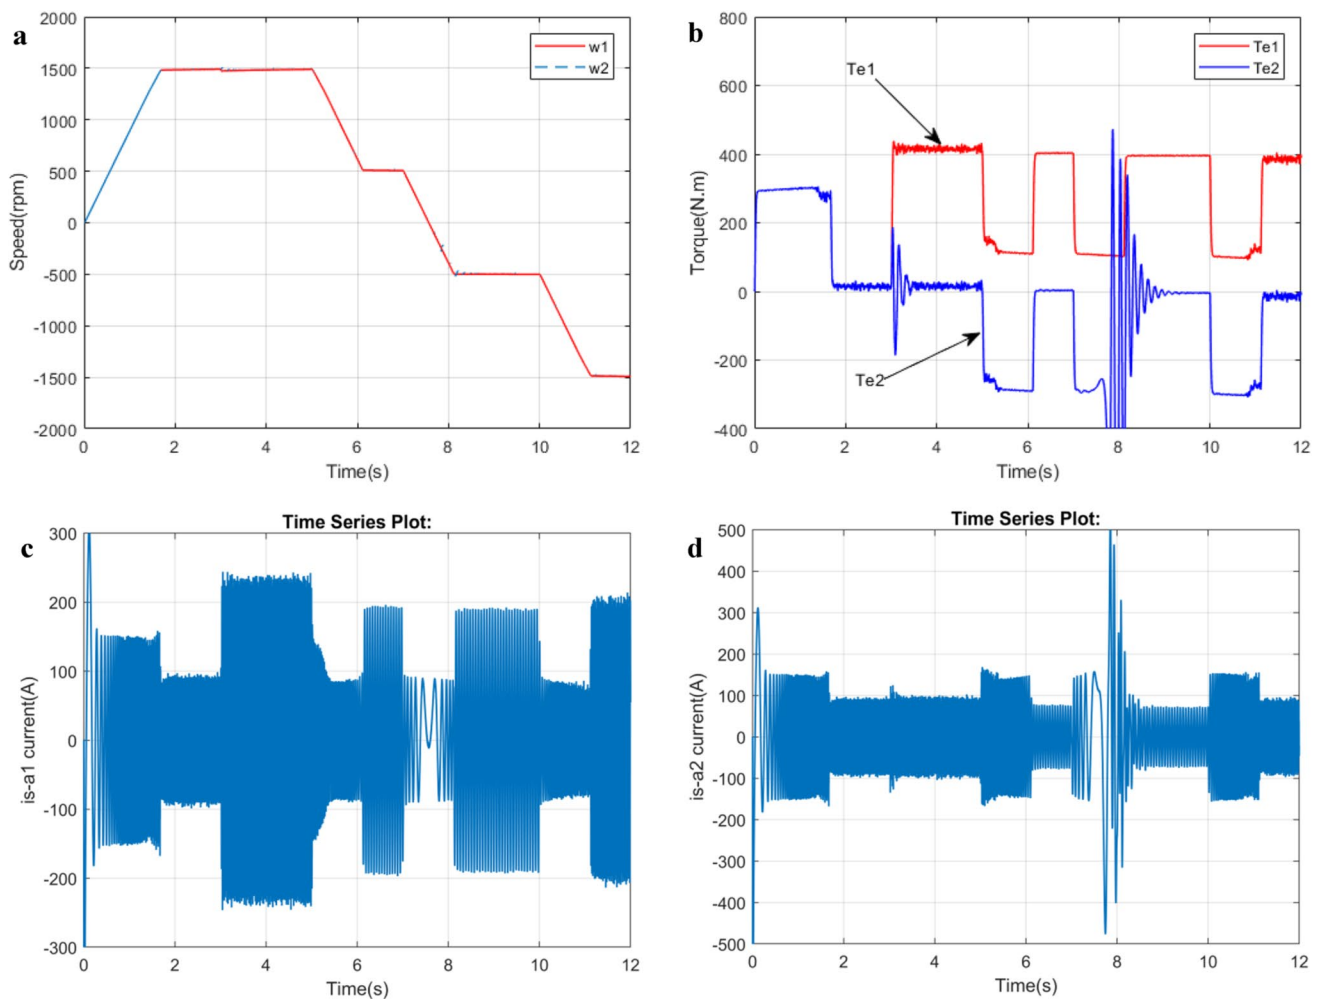 a
2000
1500
1000
500
0
-500
-1000
-1500
-2000
Speed(rpm)
w1
w2
0 2 4 6 8 10 12
Time(s)
b
800
600
400
200
0
-200
-400
Torque(N.m)
Te1
Te2
Te1
Te2
0 2 4 6 8 10 12
Time(s)
Time Series Plot:
c
300
200
100
0
-100
-200
-300
is-a1 current(A)
0 2 4 6 8 10 12
Time(s)
Time Series Plot:
d
500
400
300
200
100
0
-100
-200
-300
-400
-500
is-a2 current(A)
0 2 4 6 8 10 12
Time(s)